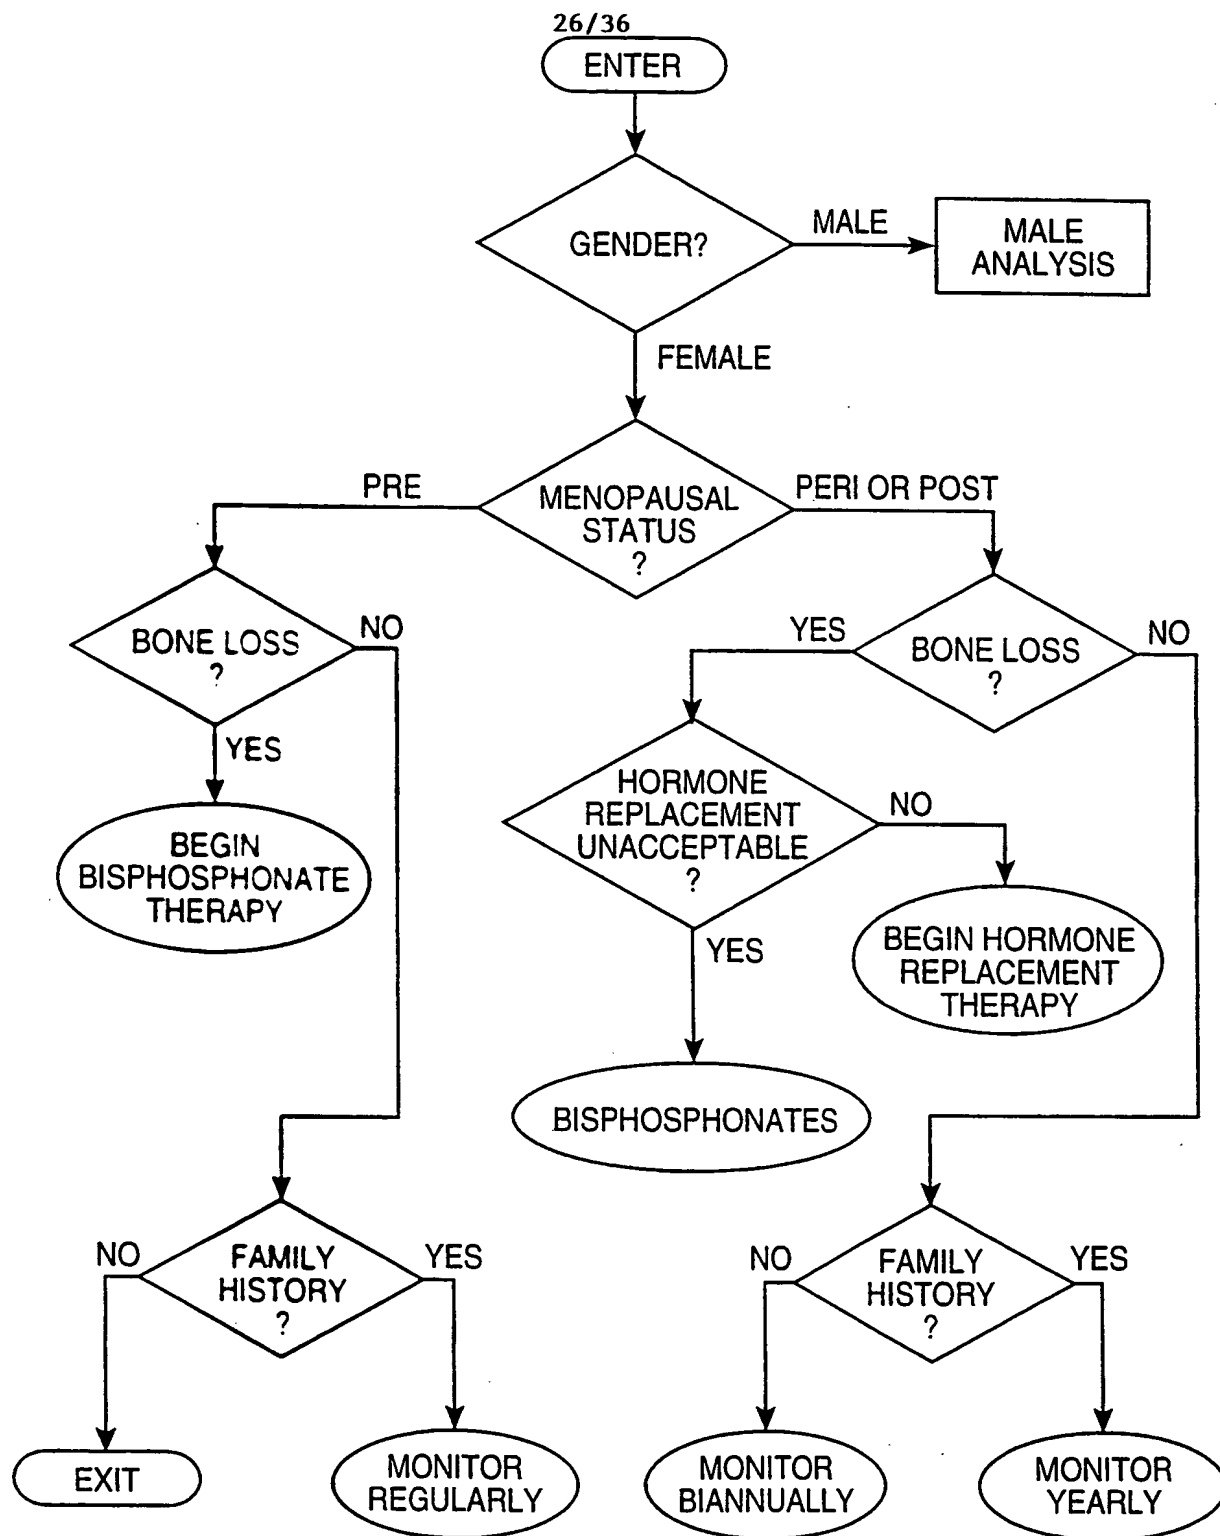 26/36
ENTER
GENDER?
MALE
MALE
ANALYSIS
FEMALE
PRE
MENOPAUSAL
STATUS
?
PERI OR POST
BONE LOSS
?
NO
YES
BONE LOSS
?
NO
YES
BEGIN
BISPHOSPHONATE
THERAPY
HORMONE
REPLACEMENT
UNACCEPTABLE
?
NO
YES
BEGIN HORMONE
REPLACEMENT
THERAPY
BISPHOSPHONATES
NO
FAMILY
HISTORY
?
YES
NO
FAMILY
HISTORY
?
YES
EXIT
MONITOR
REGULARLY
MONITOR
BIANNUALLY
MONITOR
YEARLY